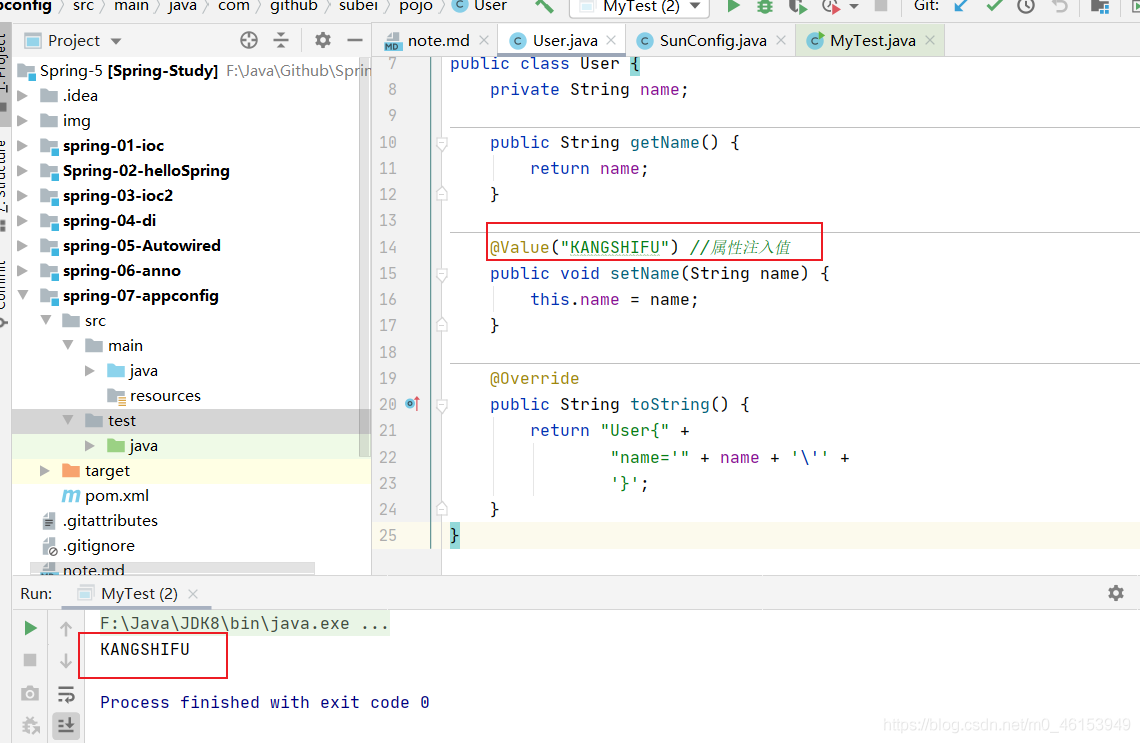 pconfig src main java com github subei pojo User MyTest (2) Git:
Project
note.md User.java SunConfig.java MyTest.java
Spring-5 [Spring-Study] F:\Java\Github\Sprin
.idea
img
spring-01-ioc
Spring-02-helloSpring
spring-03-ioc2
spring-04-di
spring-05-Autowired
spring-06-anno
spring-07-appconfig
src
main
java
resources
test
java
target
pom.xml
.gitattributes
.gitignore
note.md
7 public class User {
8 private String name;
9
10 public String getName() {
11 return name;
12 }
13
14 @Value("KANGSHIFU") //属性注入值
15 public void setName(String name) {
16 this.name = name;
17 }
18
19 @Override
20 public String toString() {
21 return "User{" +
22 "name='" + name + '\'' +
23 '}';
24 }
25 }
Run: MyTest (2)
F:\Java\JDK8\bin\java.exe ...
KANGSHIFU
Process finished with exit code 0
https://blog.csdn.net/m0_46153949